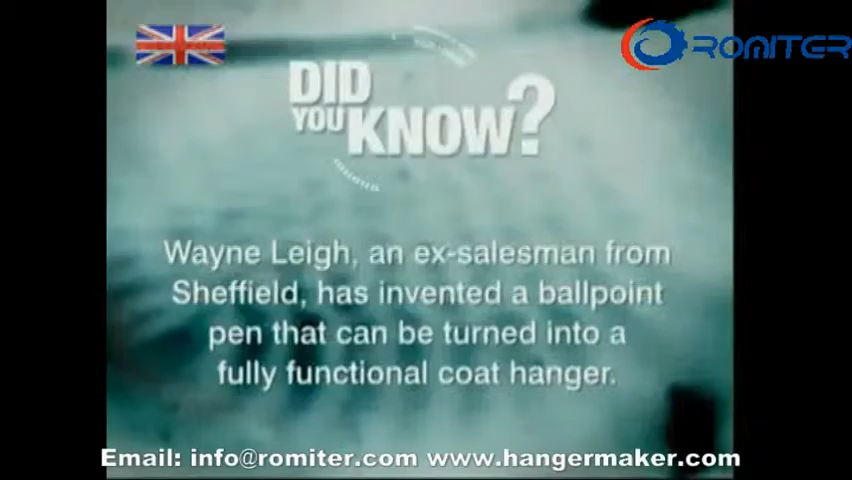 ROMITER
DID
YOU KNOW?
Wayne Leigh, an ex-salesman from
Sheffield, has invented a ballpoint
pen that can be turned into a
fully functional coat hanger.
Email: info@romiter.com www.hangermaker.com